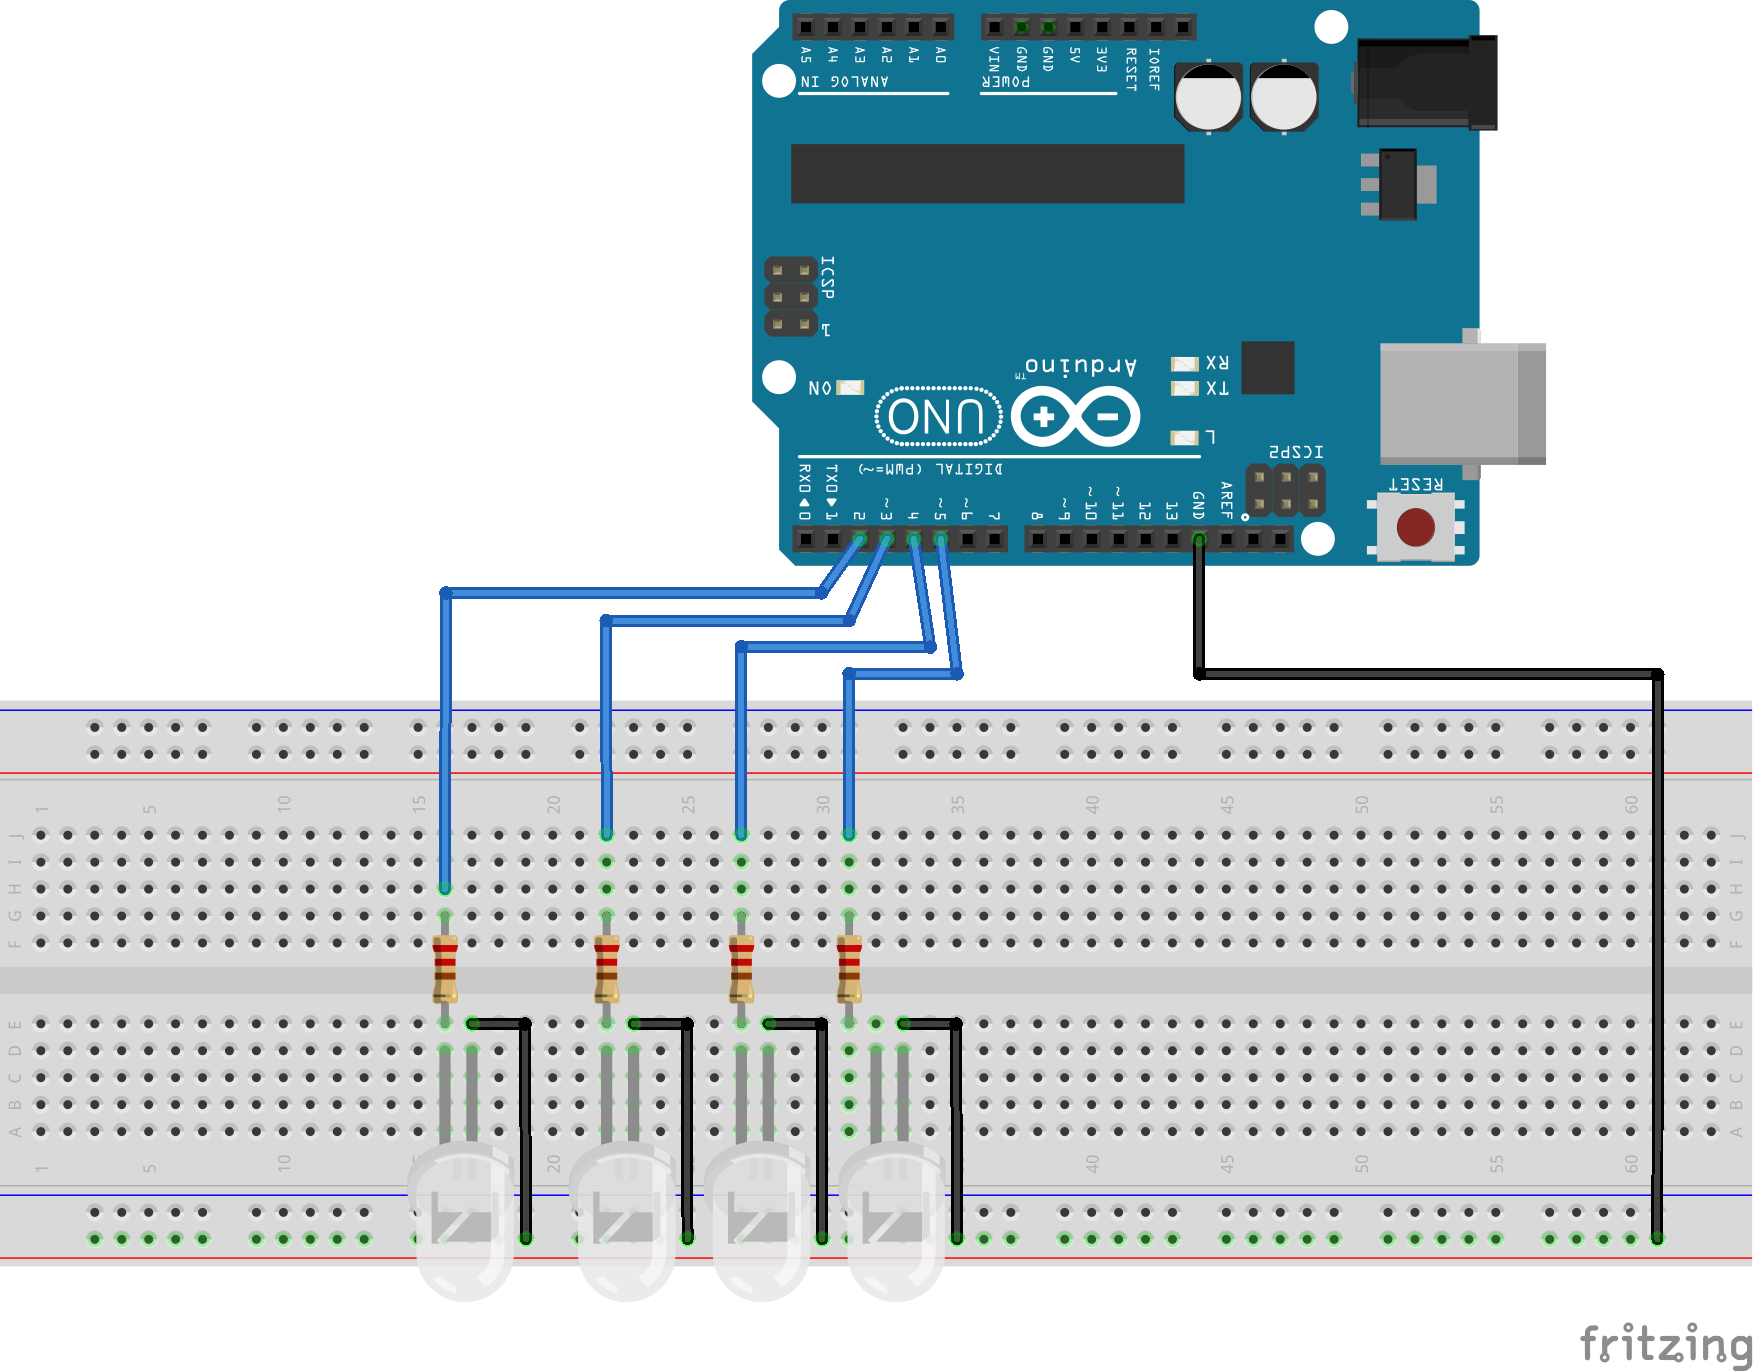 A5 A4 A3 A2 A1 A0
VIN GND GND 5V 3V3 RESET IOREF
ANALOG IN
POWER
ICSP
1
Arduino
TM
RX
TX
ON
UNO
L
ICSP2
DIGITAL (PWM=~)
RESET
RX0 TX0
0 1 2 ~3 4 ~5 ~6 7 8 ~9 ~10 ~11 12 13 GND AREF
1 5 10 15 20 25 30 35 40 45 50 55 60
J J
I I
H H
G G
F F
E E
D D
C C
B B
A A
1 5 10 20 40 45 50 55 60
fritzing